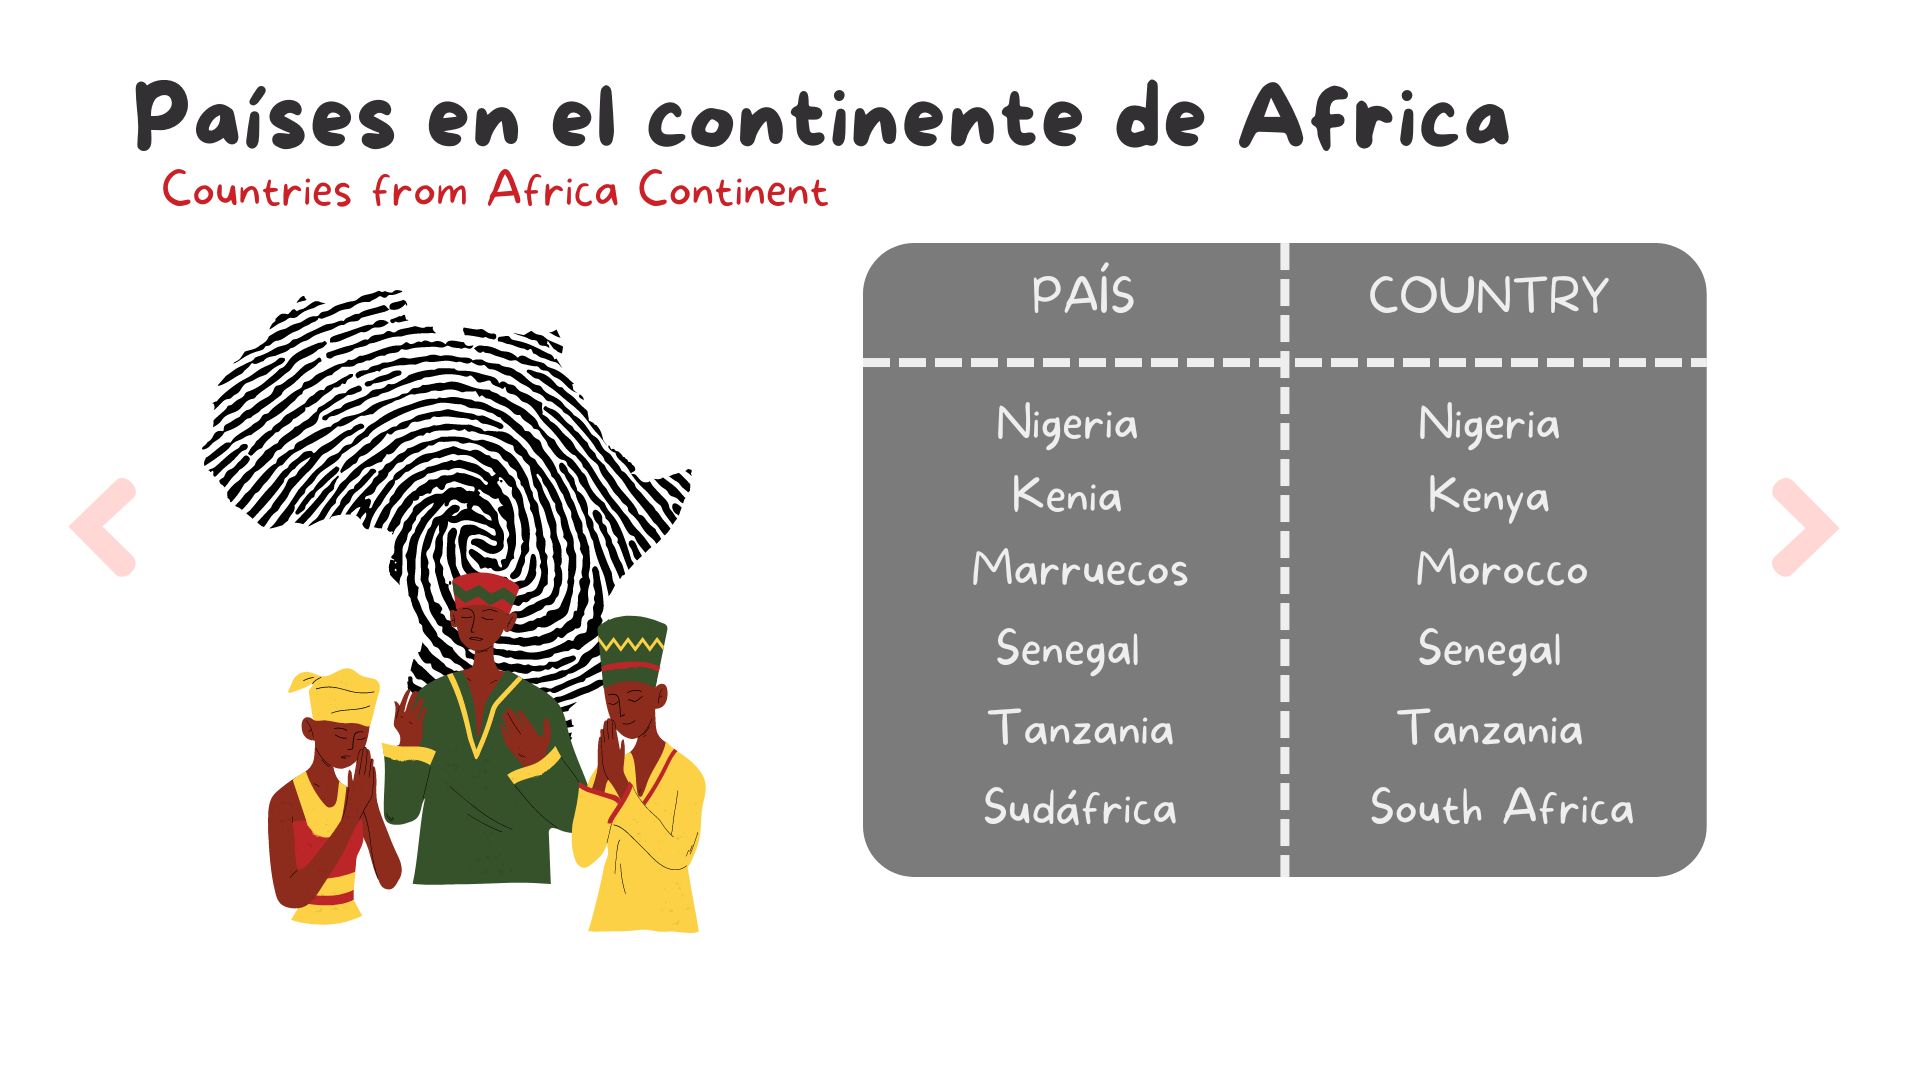 Países en el continente de Africa
Countries from Africa Continent
PAÍS COUNTRY
Nigeria Nigeria
Kenia Kenya
Marruecos Morocco
Senegal Senegal
Tanzania Tanzania
Sudáfrica South Africa